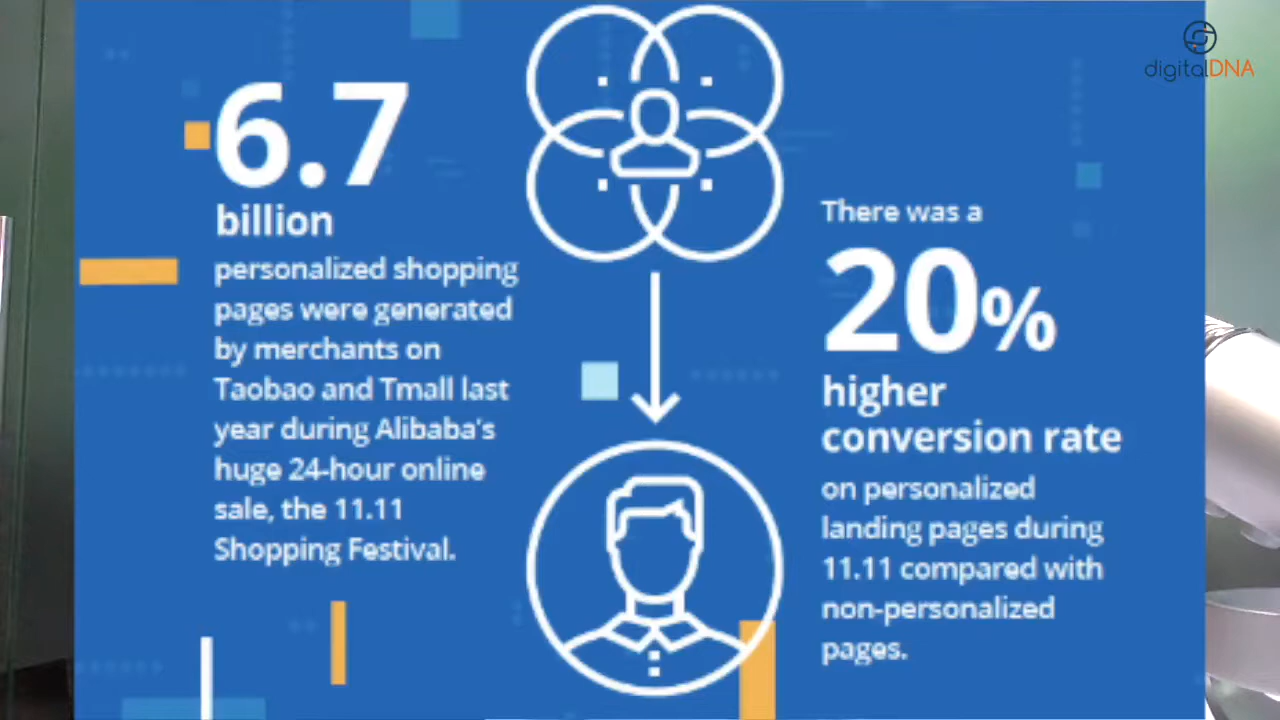 digitalDNA
6.7
billion
personalized shopping
pages were generated
by merchants on
Taobao and Tmall last
year during Alibaba's
huge 24-hour online
sale, the 11.11
Shopping Festival.
There was a
20%
higher
conversion rate
on personalized
landing pages during
11.11 compared with
non-personalized
pages.